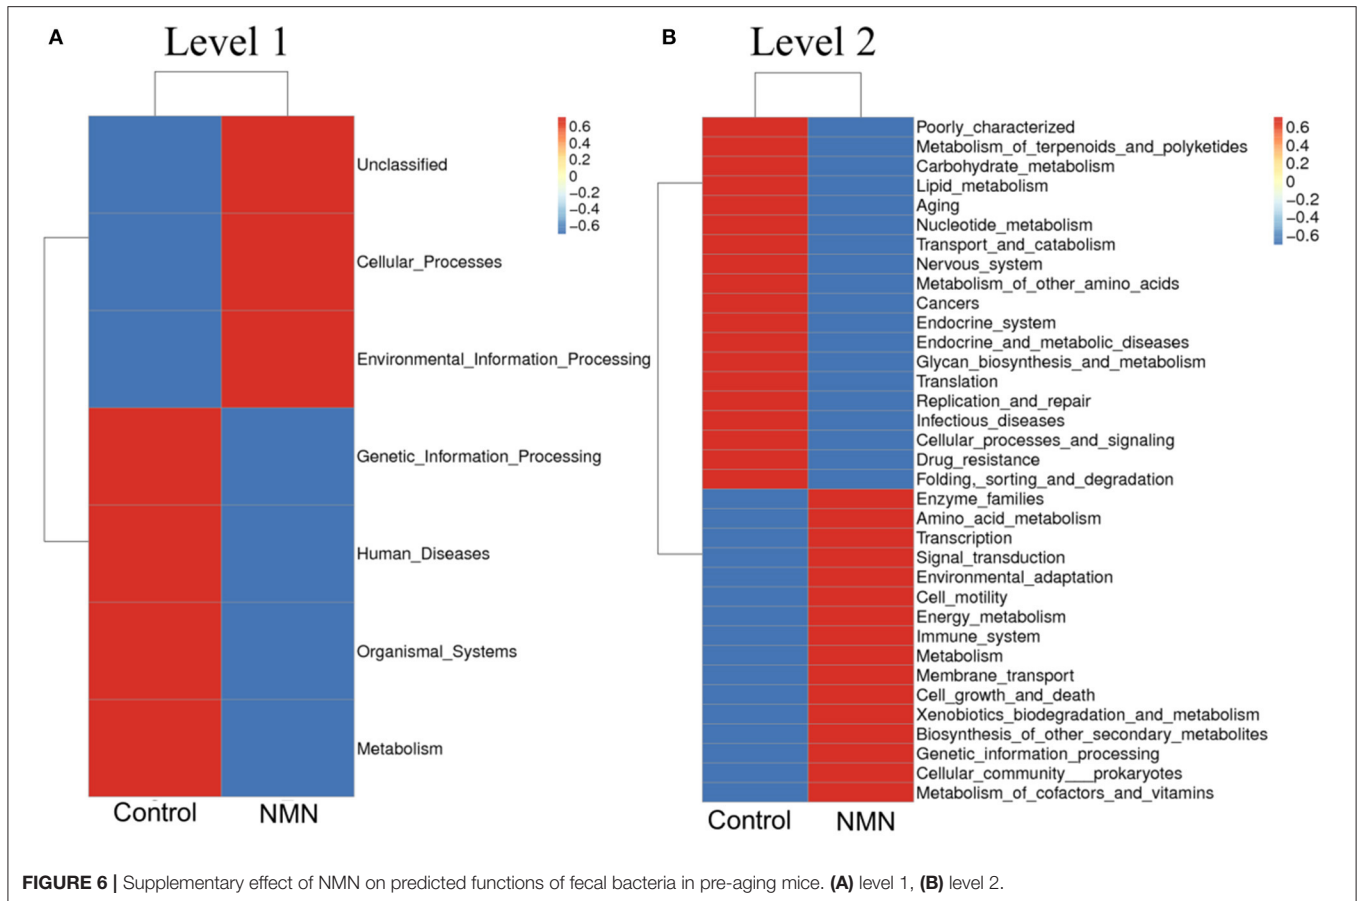 A
Level 1
0.6
0.4
0.2
0
−0.2
−0.4
−0.6
Unclassified
Cellular_Processes
Environmental_Information_Processing
Genetic_Information_Processing
Human_Diseases
Organismal_Systems
Metabolism
Control
NMN
B
Level 2
0.6
0.4
0.2
0
−0.2
−0.4
−0.6
Poorly_characterized
Metabolism_of_terpenoids_and_polyketides
Carbohydrate_metabolism
Lipid_metabolism
Aging
Nucleotide_metabolism
Transport_and_catabolism
Nervous_system
Metabolism_of_other_amino_acids
Cancers
Endocrine_system
Endocrine_and_metabolic_diseases
Glycan_biosynthesis_and_metabolism
Translation
Replication_and_repair
Infectious_diseases
Cellular_processes_and_signaling
Drug_resistance
Folding,_sorting_and_degradation
Enzyme_families
Amino_acid_metabolism
Transcription
Signal_transduction
Environmental_adaptation
Cell_motility
Energy_metabolism
Immune_system
Metabolism
Membrane_transport
Cell_growth_and_death
Xenobiotics_biodegradation_and_metabolism
Biosynthesis_of_other_secondary_metabolites
Genetic_information_processing
Cellular_community___prokaryotes
Metabolism_of_cofactors_and_vitamins
Control
NMN
FIGURE 6 | Supplementary effect of NMN on predicted functions of fecal bacteria in pre-aging mice. (A) level 1, (B) level 2.